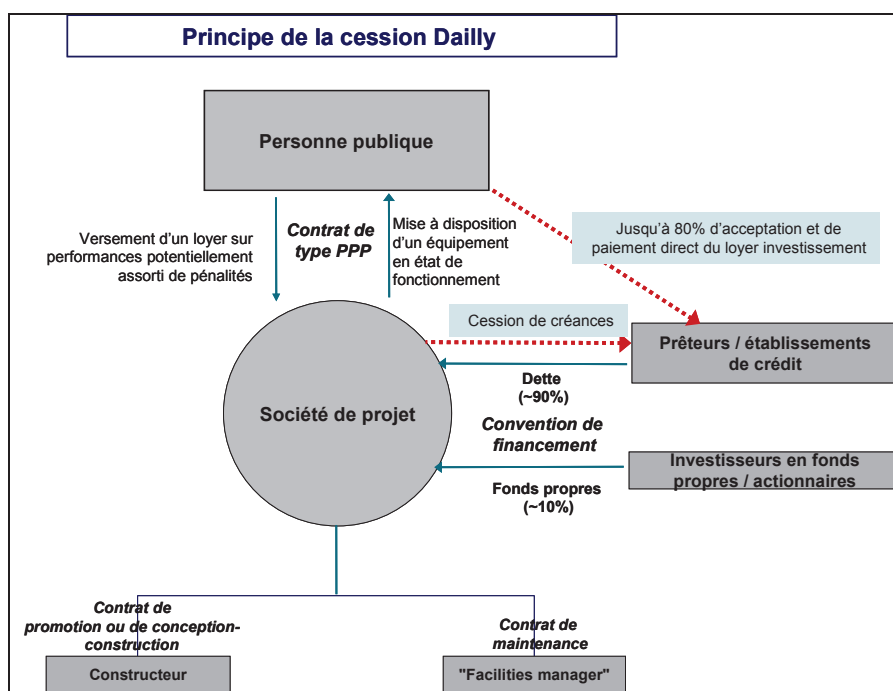 Principe de la cession Dailly
Personne publique
Versement d'un loyer sur
performances potentiellement
assorti de pénalités
Contrat de
type PPP
Mise à disposition
d'un équipement
en état de
fonctionnement
Jusqu'à 80% d'acceptation et de
paiement direct du loyer investissement
Cession de créances
Prêteurs / établissements
de crédit
Dette
(~90%)
Société de projet
Convention de
financement
Investisseurs en fonds
propres / actionnaires
Fonds propres
(~10%)
Contrat de
promotion ou de conception-
construction
Constructeur
Contrat de
maintenance
"Facilities manager"